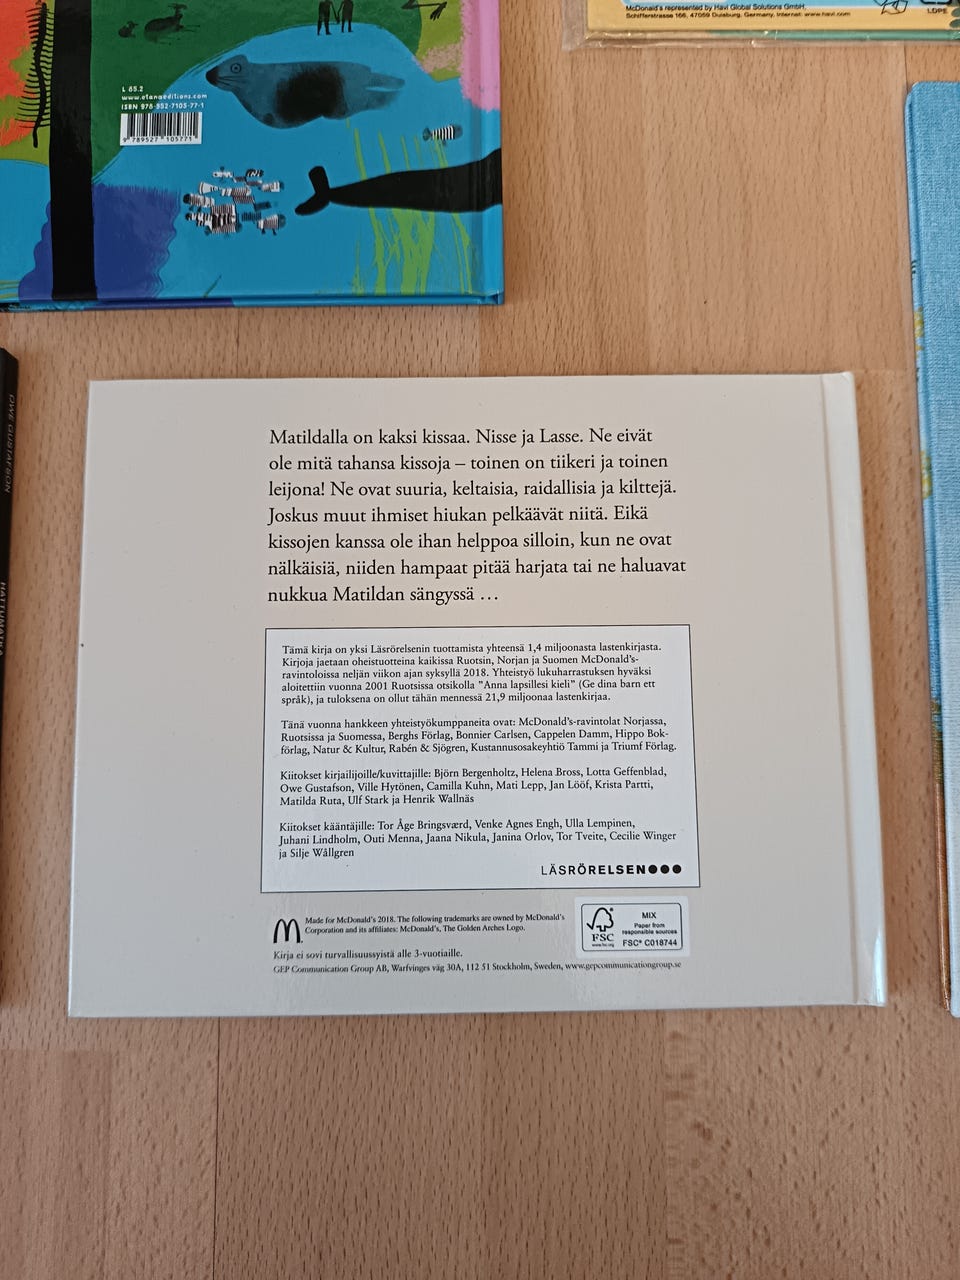 McDonald's represented by Havi Global Solutions GmbH,
Schifferstrasse 166, 47059 Duisburg, Germany, Internet: www.havi.com
LDPE
L 85.2
www.etanaeditions.com
ISBN 978-952-7105-77-1
9 789527 105771
OWE GUSTAFSON
HATTUMATKA
Matildalla on kaksi kissaa. Nisse ja Lasse. Ne eivät
ole mitä tahansa kissoja – toinen on tiikeri ja toinen
leijona! Ne ovat suuria, keltaisia, raidallisia ja kilttejä.
Joskus muut ihmiset hiukan pelkäävät niitä. Eikä
kissojen kanssa ole ihan helppoa silloin, kun ne ovat
nälkäisiä, niiden hampaat pitää harjata tai ne haluavat
nukkua Matildan sängyssä …
Tämä kirja on yksi Läsrörelsenin tuottamista yhteensä 1,4 miljoonasta lastenkirjasta.
Kirjoja jaetaan oheistuotteina kaikissa Ruotsin, Norjan ja Suomen McDonald's-
ravintoloissa neljän viikon ajan syksyllä 2018. Yhteistyö lukuharrastuksen hyväksi
aloitettiin vuonna 2001 Ruotsissa otsikolla ”Anna lapsillesi kieli” (Ge dina barn ett
språk), ja tuloksena on ollut tähän mennessä 21,9 miljoonaa lastenkirjaa.
Tänä vuonna hankkeen yhteistyökumppaneita ovat: McDonald's-ravintolat Norjassa,
Ruotsissa ja Suomessa, Berghs Förlag, Bonnier Carlsen, Cappelen Damm, Hippo Bok-
förlag, Natur & Kultur, Rabén & Sjögren, Kustannusosakeyhtiö Tammi ja Triumf Förlag.
Kiitokset kirjailijoille/kuvittajille: Björn Bergenholtz, Helena Bross, Lotta Geffenblad,
Owe Gustafson, Ville Hytönen, Camilla Kuhn, Mati Lepp, Jan Lööf, Krista Partti,
Matilda Ruta, Ulf Stark ja Henrik Wallnäs
Kiitokset kääntäjille: Tor Åge Bringsværd, Venke Agnes Engh, Ulla Lempinen,
Juhani Lindholm, Outi Menna, Jaana Nikula, Janina Orlov, Tor Tveite, Cecilie Winger
ja Silje Wållgren
LÄSRÖRELSEN●●●
Made for McDonald's 2018. The following trademarks are owned by McDonald's
Corporation and its affiliates: McDonald's, The Golden Arches Logo.
Kirja ei sovi turvallisuussyistä alle 3-vuotiaille.
GEP Communication Group AB, Warfvinges väg 30A, 112 51 Stockholm, Sweden, www.gepcommunicationgroup.se
FSC
www.fsc.org
MIX
Paper from
responsible sources
FSC® C018744